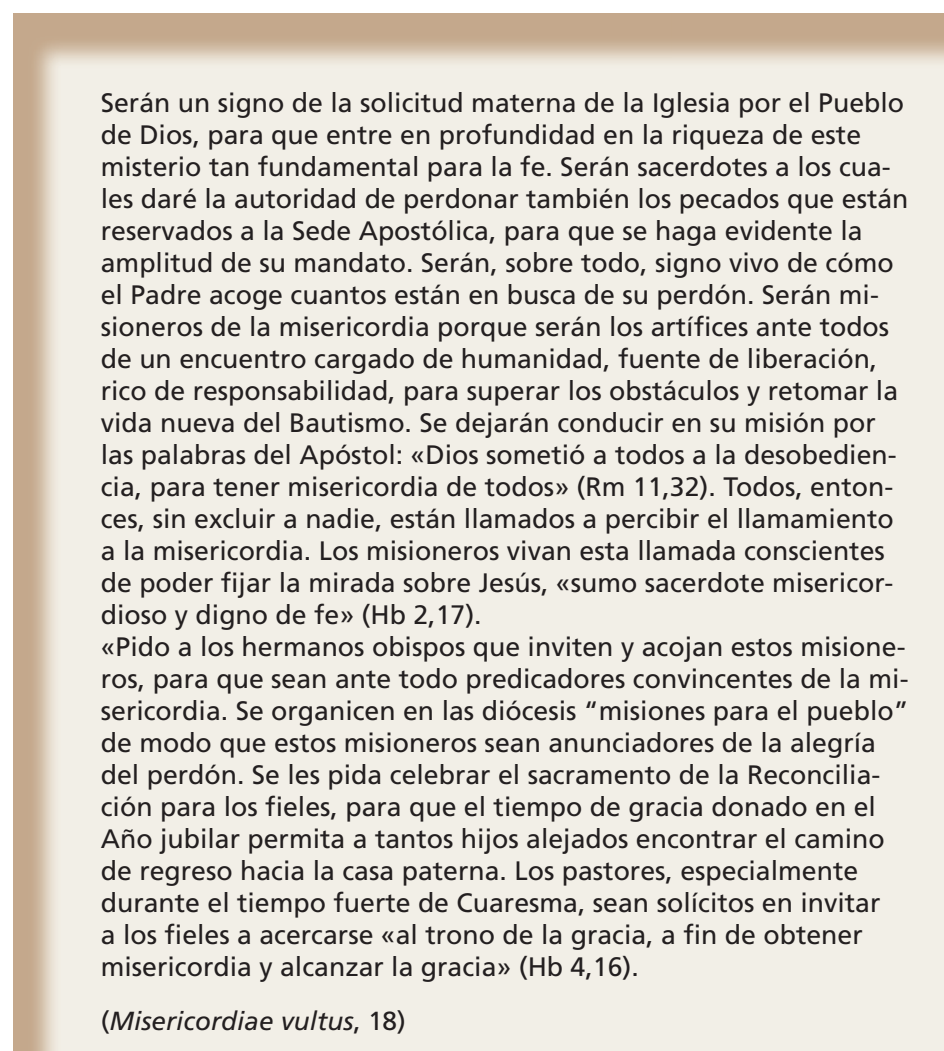 Serán un signo de la solicitud materna de la Iglesia por el Pueblo
de Dios, para que entre en profundidad en la riqueza de este
misterio tan fundamental para la fe. Serán sacerdotes a los cua-
les daré la autoridad de perdonar también los pecados que están
reservados a la Sede Apostólica, para que se haga evidente la
amplitud de su mandato. Serán, sobre todo, signo vivo de cómo
el Padre acoge cuantos están en busca de su perdón. Serán mi-
sioneros de la misericordia porque serán los artífices ante todos
de un encuentro cargado de humanidad, fuente de liberación,
rico de responsabilidad, para superar los obstáculos y retomar la
vida nueva del Bautismo. Se dejarán conducir en su misión por
las palabras del Apóstol: «Dios sometió a todos a la desobedien-
cia, para tener misericordia de todos» (Rm 11,32). Todos, enton-
ces, sin excluir a nadie, están llamados a percibir el llamamiento
a la misericordia. Los misioneros vivan esta llamada conscientes
de poder fijar la mirada sobre Jesús, «sumo sacerdote misericor-
dioso y digno de fe» (Hb 2,17).
«Pido a los hermanos obispos que inviten y acojan estos misione-
ros, para que sean ante todo predicadores convincentes de la mi-
sericordia. Se organicen en las diócesis “misiones para el pueblo”
de modo que estos misioneros sean anunciadores de la alegría
del perdón. Se les pida celebrar el sacramento de la Reconcilia-
ción para los fieles, para que el tiempo de gracia donado en el
Año jubilar permita a tantos hijos alejados encontrar el camino
de regreso hacia la casa paterna. Los pastores, especialmente
durante el tiempo fuerte de Cuaresma, sean solícitos en invitar
a los fieles a acercarse «al trono de la gracia, a fin de obtener
misericordia y alcanzar la gracia» (Hb 4,16).
(Misericordiae vultus, 18)